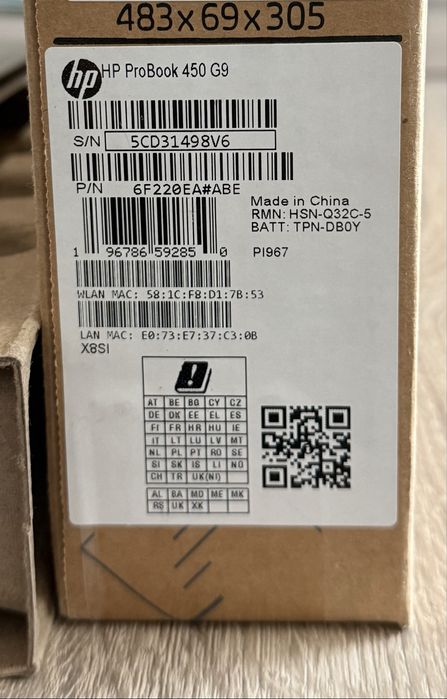 483x69x305
hp HP ProBook 450 G9
S/N 5CD31498V6
P/N 6F220EA#ABE
Made in China
RMN: HSN-Q32C-5
BATT: TPN-DB0Y
1 96786 59285 0 PI967
WLAN MAC: 58:1C:F8:D1:7B:53
LAN MAC: E0:73:E7:37:C3:0B
X8SI
AT BE BG CY CZ
DE DK EE EL ES
FI FR HR HU IE
IT LT LU LV MT
NL PL PT RO SE
SI SK IS LI NO
CH TR UK(NI)
AL BA MD ME MK
RS UK XK